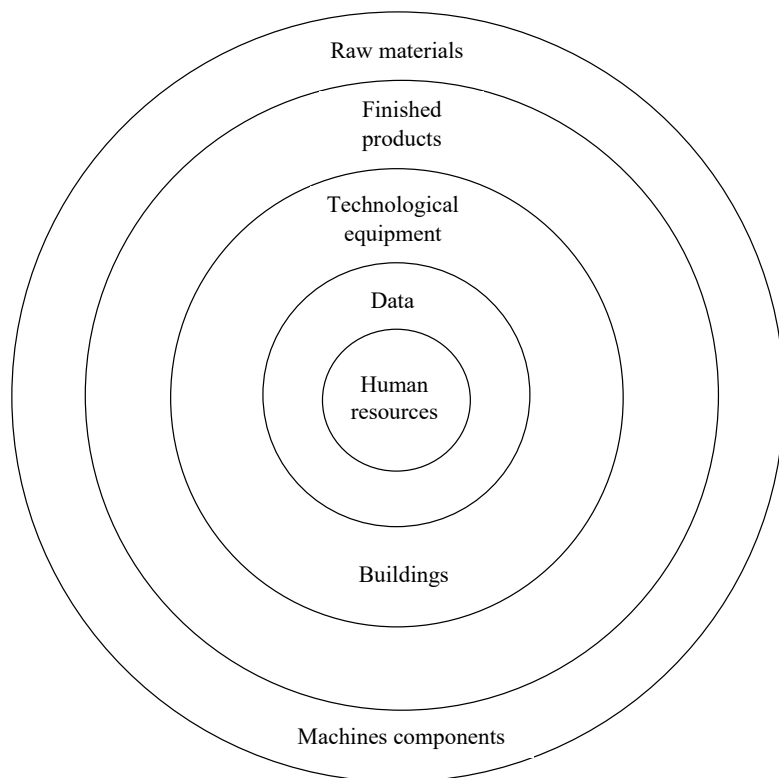 Raw materials
Finished
products
Technological
equipment
Data
Human
resources
Buildings
Machines components